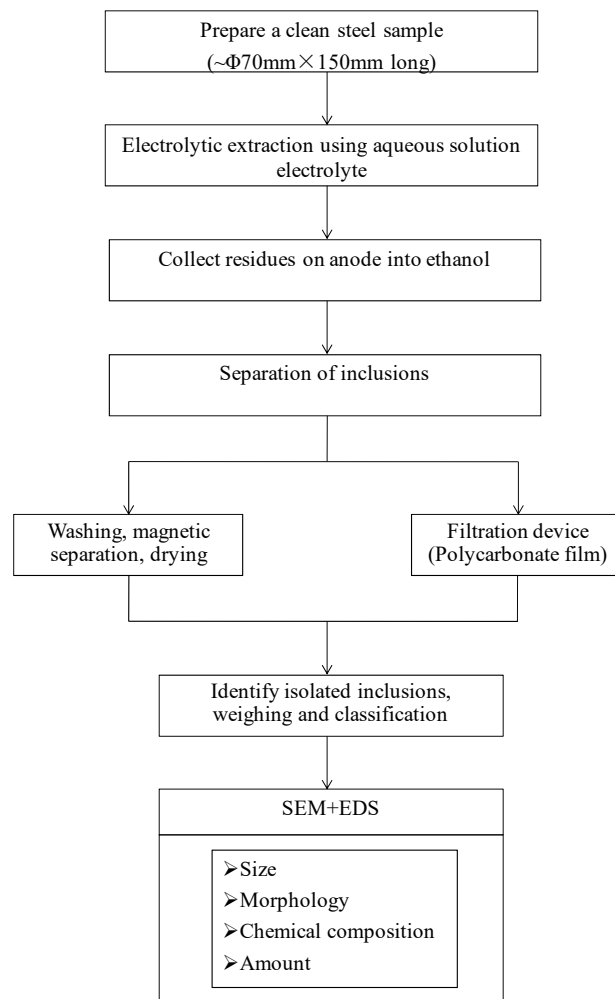 Prepare a clean steel sample
(~Φ70mm×150mm long)
Electrolytic extraction using aqueous solution
electrolyte
Collect residues on anode into ethanol
Separation of inclusions
Washing, magnetic
separation, drying
Filtration device
(Polycarbonate film)
Identify isolated inclusions,
weighing and classification
SEM+EDS
➢Size
➢Morphology
➢Chemical composition
➢Amount